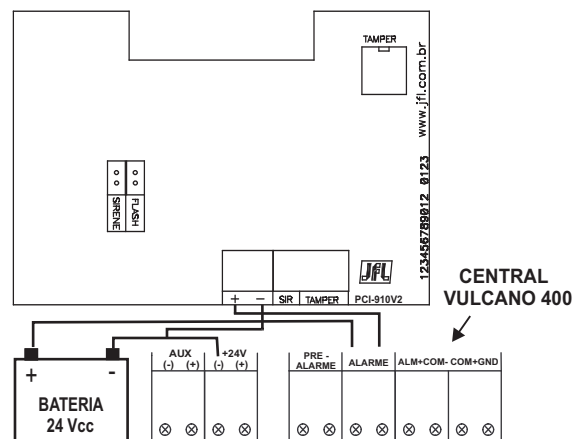 TAMPER
www.jfl.com.br
123456789012 0123
SIRENE
FLASH
JFL
+ - SIR TAMPER PCI-910V2
CENTRAL
VULCANO 400
+ -
BATERIA
24 Vcc
AUX +24V
(-) (+) (-) (+)
PRE -
ALARME
ALARME
ALM+COM- COM+GND